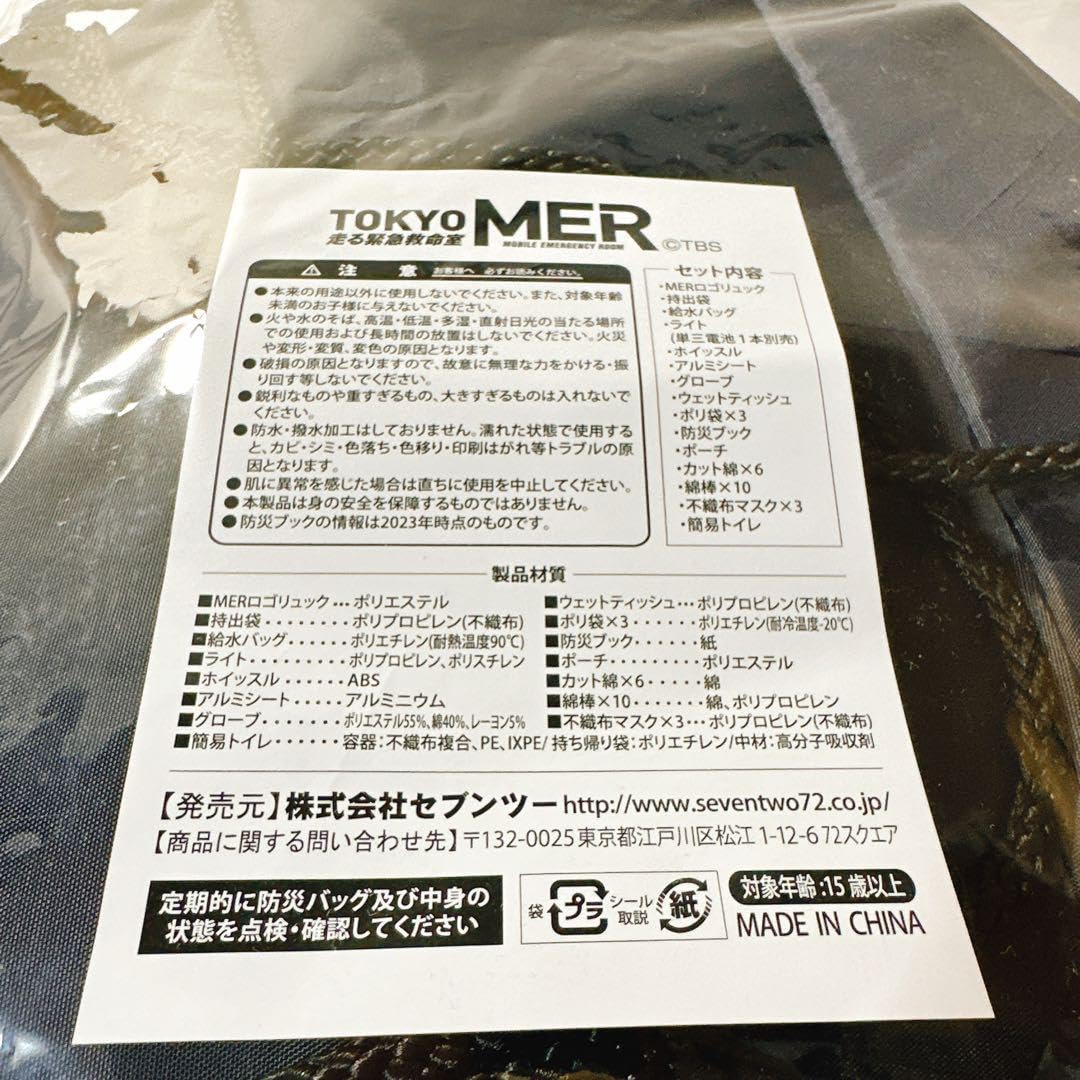 TOKYO MER
走る緊急救命室
MOBILE EMERGENCY ROOM
©TBS
⚠ 注 意 お客様へ 必ずお読みください。
●本来の用途以外に使用しないでください。また、対象年齢
未満のお子様に与えないでください。
●火や水のそば、高温・低温・多湿・直射日光の当たる場所
での使用および長時間の放置はしないでください。火災
や変形・変質、変色の原因となります。
●破損の原因となりますので、故意に無理な力をかける・振
り回す等しないでください。
●鋭利なものや重すぎるもの、大きすぎるものは入れないで
ください。
●防水・撥水加工はしておりません。濡れた状態で使用する
と、カビ・シミ・色落ち・色移り・印刷はがれ等トラブルの原
因となります。
●肌に異常を感じた場合は直ちに使用を中止してください。
●本製品は身の安全を保障するものではありません。
●防災ブックの情報は2023年時点のものです。
セット内容
・MERロゴリュック
・持出袋
・給水バッグ
・ライト
(単三電池1本別売)
・ホイッスル
・アルミシート
・グローブ
・ウェットティッシュ
・ポリ袋×3
・防災ブック
・ポーチ
・カット綿×6
・綿棒×10
・不織布マスク×3
・簡易トイレ
製品材質
■MERロゴリュック…ポリエステル
■持出袋・・・・・・・・ポリプロピレン(不織布)
■給水バッグ・・・・・ポリエチレン(耐熱温度90℃)
■ライト・・・・・・・・・ポリプロピレン、ポリスチレン
■ホイッスル・・・・・・ABS
■アルミシート・・・・アルミニウム
■グローブ・・・・・・・ポリエステル55%、綿40%、レーヨン5%
■簡易トイレ・・・・・・容器：不織布複合、PE、IXPE/ 持ち帰り袋：ポリエチレン/中材：高分子吸収剤
■ウェットティッシュ…ポリプロピレン(不織布)
■ポリ袋×3・・・・・・ポリエチレン(耐冷温度-20℃)
■防災ブック・・・・・紙
■ポーチ・・・・・・・・・ポリエステル
■カット綿×6・・・・・綿
■綿棒×10・・・・・・綿、ポリプロピレン
■不織布マスク×3…ポリプロピレン(不織布)
【発売元】株式会社セブンツー http://www.seventwo72.co.jp/
【商品に関する問い合わせ先】〒132-0025 東京都江戸川区松江 1-12-6 72スクエア
定期的に防災バッグ及び中身の
状態を点検・確認してください
袋 プラ
シール
取説
紙
対象年齢：15歳以上
MADE IN CHINA